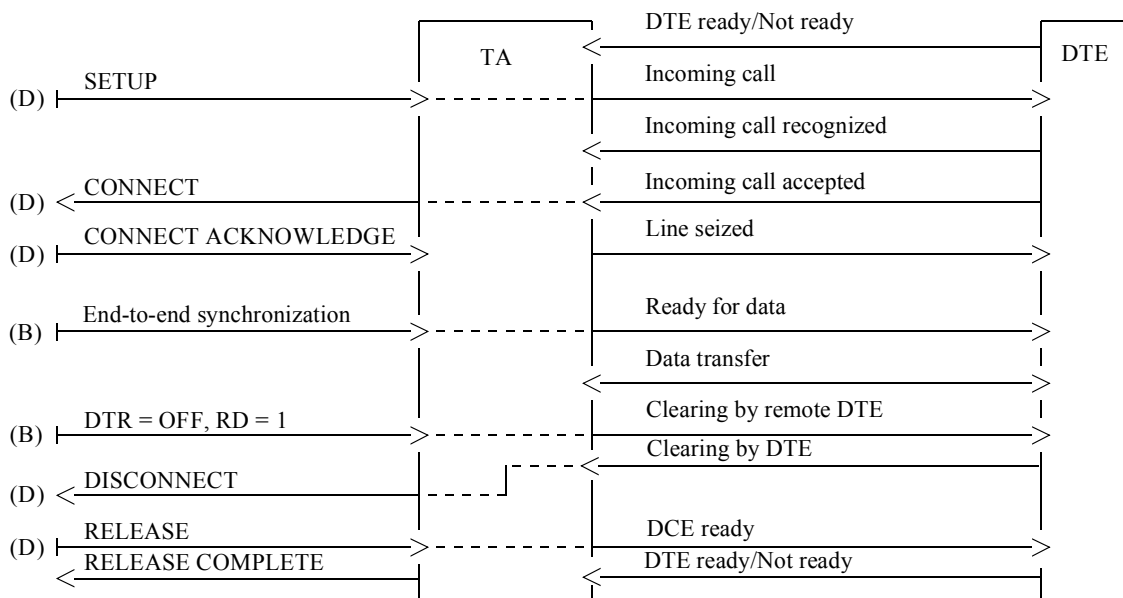 DTE ready/Not ready
TA
DTE
(D) SETUP
Incoming call
Incoming call recognized
(D) CONNECT
Incoming call accepted
(D) CONNECT ACKNOWLEDGE
Line seized
(B) End-to-end synchronization
Ready for data
Data transfer
(B) DTR = OFF, RD = 1
Clearing by remote DTE
Clearing by DTE
(D) DISCONNECT
(D) RELEASE
DCE ready
RELEASE COMPLETE
DTE ready/Not ready